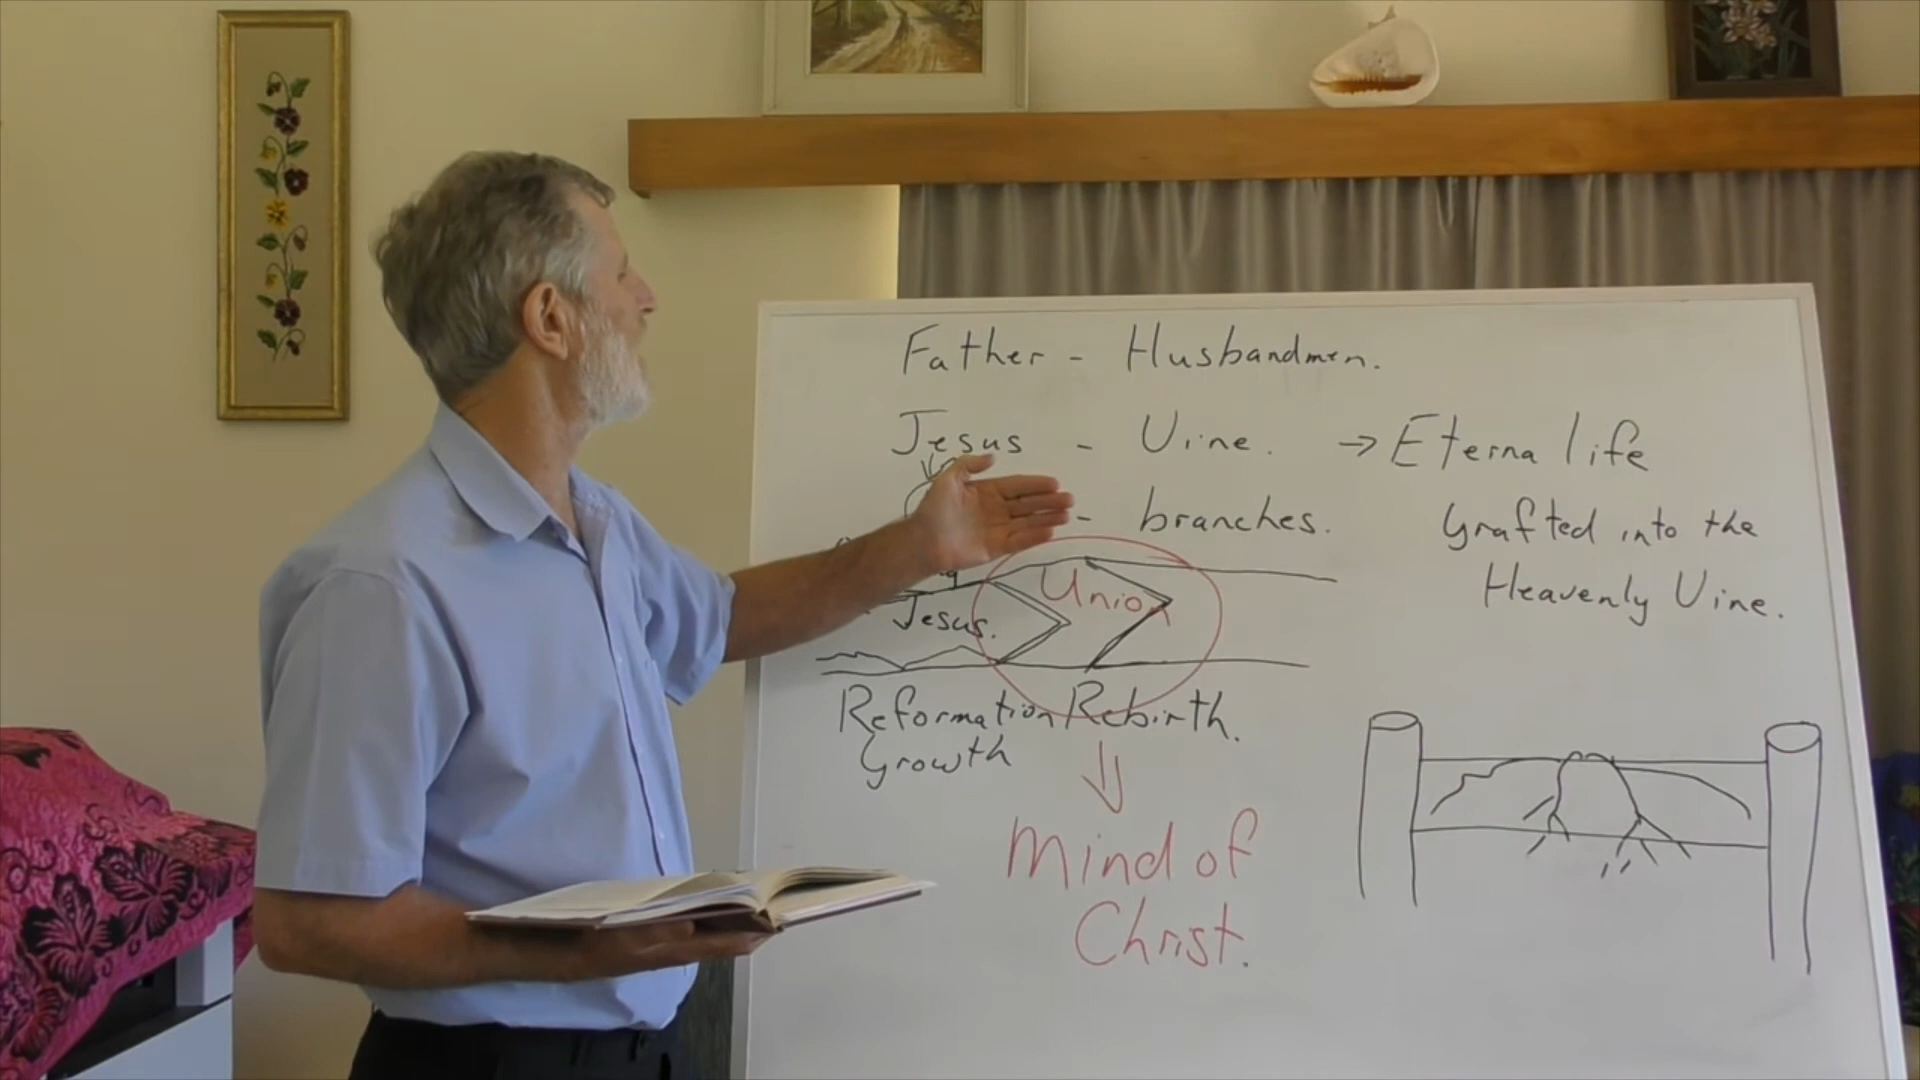 Father - Husbandmen.
Jesus - Vine. → Eterna life
- branches.
Grafted into the
Heavenly Vine.
Union
Jesus.
Reformation Rebirth.
Growth
Mind of
Christ.